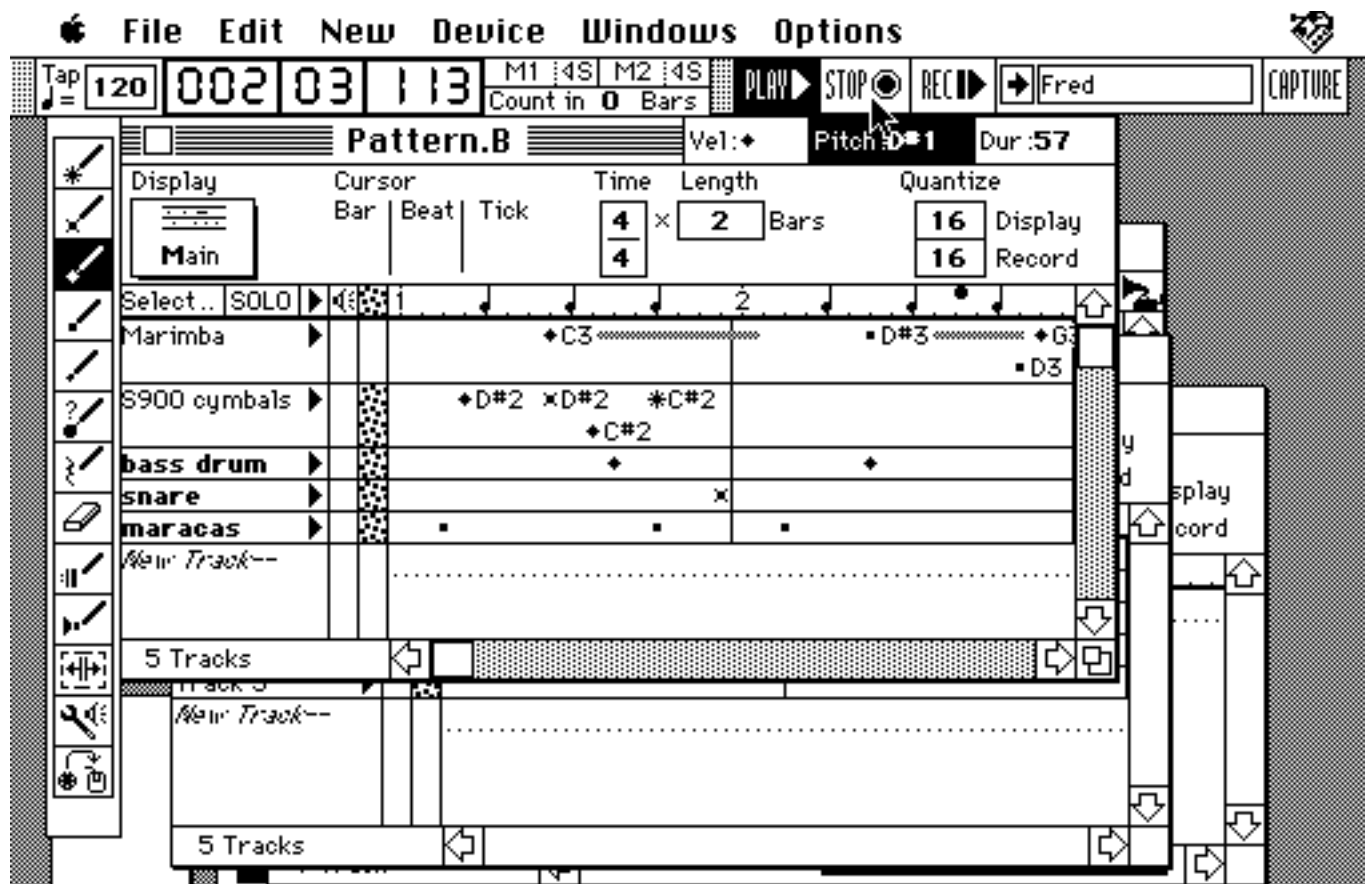 File Edit New Device Windows Options
Tap = 120 002 03 113 M1 4S M2 4S PLAY STOP REC Fred CAPTURE
Count in 0 Bars
Pattern.B Vel: Pitch :D#1 Dur :57
Display Cursor Time Length Quantize
Bar Beat Tick 4 × 2 Bars 16 Display
Main 4 16 Record
Select.. SOLO 1 2
Marimba C3 D#3 G3
D3
S900 cymbals D#2 D#2 C#2
C#2
bass drum
snare
maracas
New Track--
5 Tracks
New Track--
5 Tracks
splay
cord